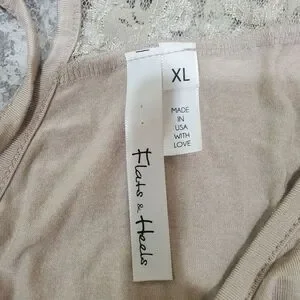 XL
MADE
IN
USA
WITH
LOVE
Flats & Heels